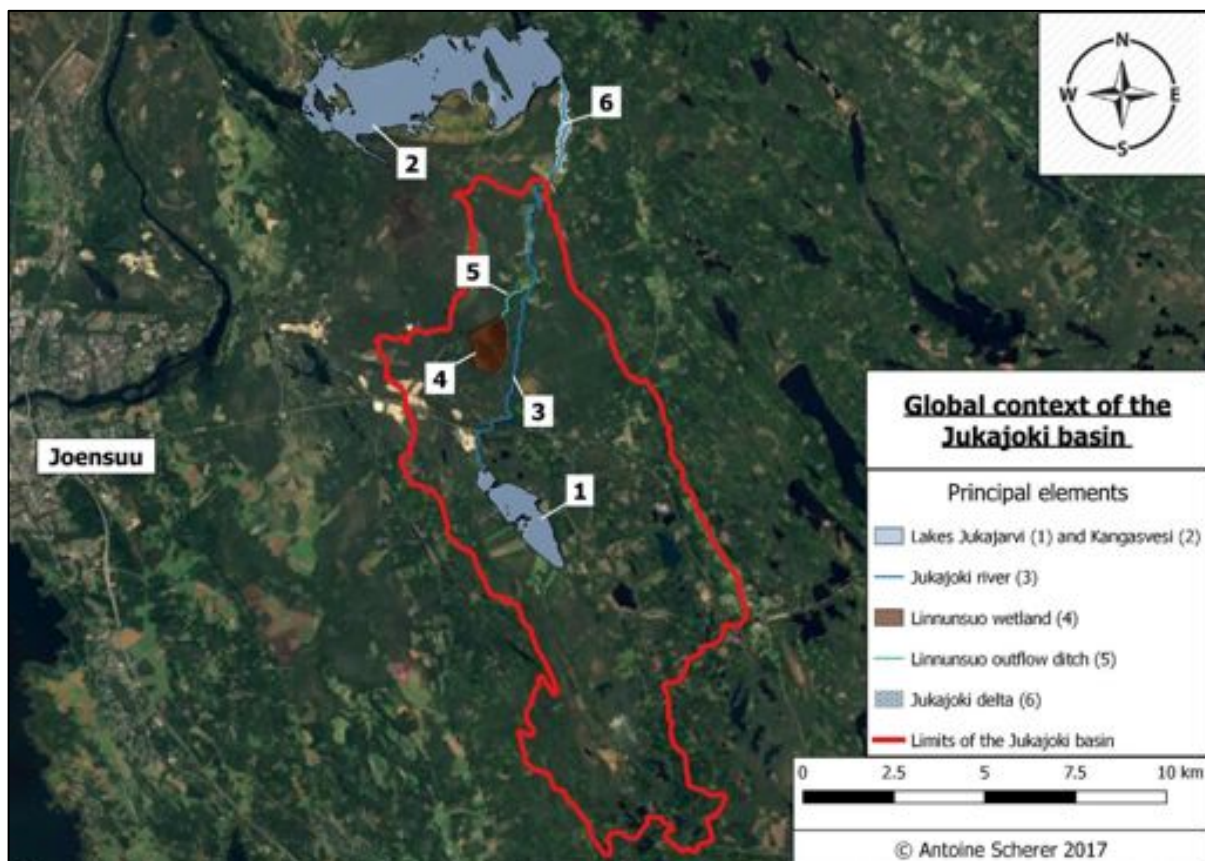 N
W
E
S
6
2
5
4
3
1
Joensuu
Global context of the
Jukajoki basin
Principal elements
Lakes Jukajarvi (1) and Kangasvesi (2)
Jukajoki river (3)
Linnunsuo wetland (4)
Linnunsuo outflow ditch (5)
Jukajoki delta (6)
Limits of the Jukajoki basin
0 2.5 5 7.5 10 km
© Antoine Scherer 2017